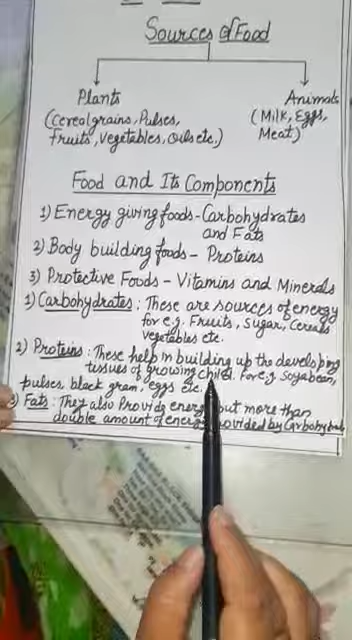 Sources of Food
Plants
(Cereal grains, Pulses,
Fruits, Vegetables, Oils etc,)
Animals
(Milk, Eggs,
Meat)
Food and Its Components
1) Energy giving foods - Carbohydrates
and Fats
2) Body building foods - Proteins
3) Protective Foods - Vitamins and Minerals
1) Carbohydrates : These are sources of energy
for e.g. Fruits, Sugar, Cereals
vegetables etc.
2) Proteins : These help in building up the developing
tissues of growing child. For e.g. Soyabean,
pulses, black gram, eggs etc.
3) Fats : They also Provide energy but more than
double amount of energy provided by Carbohyd